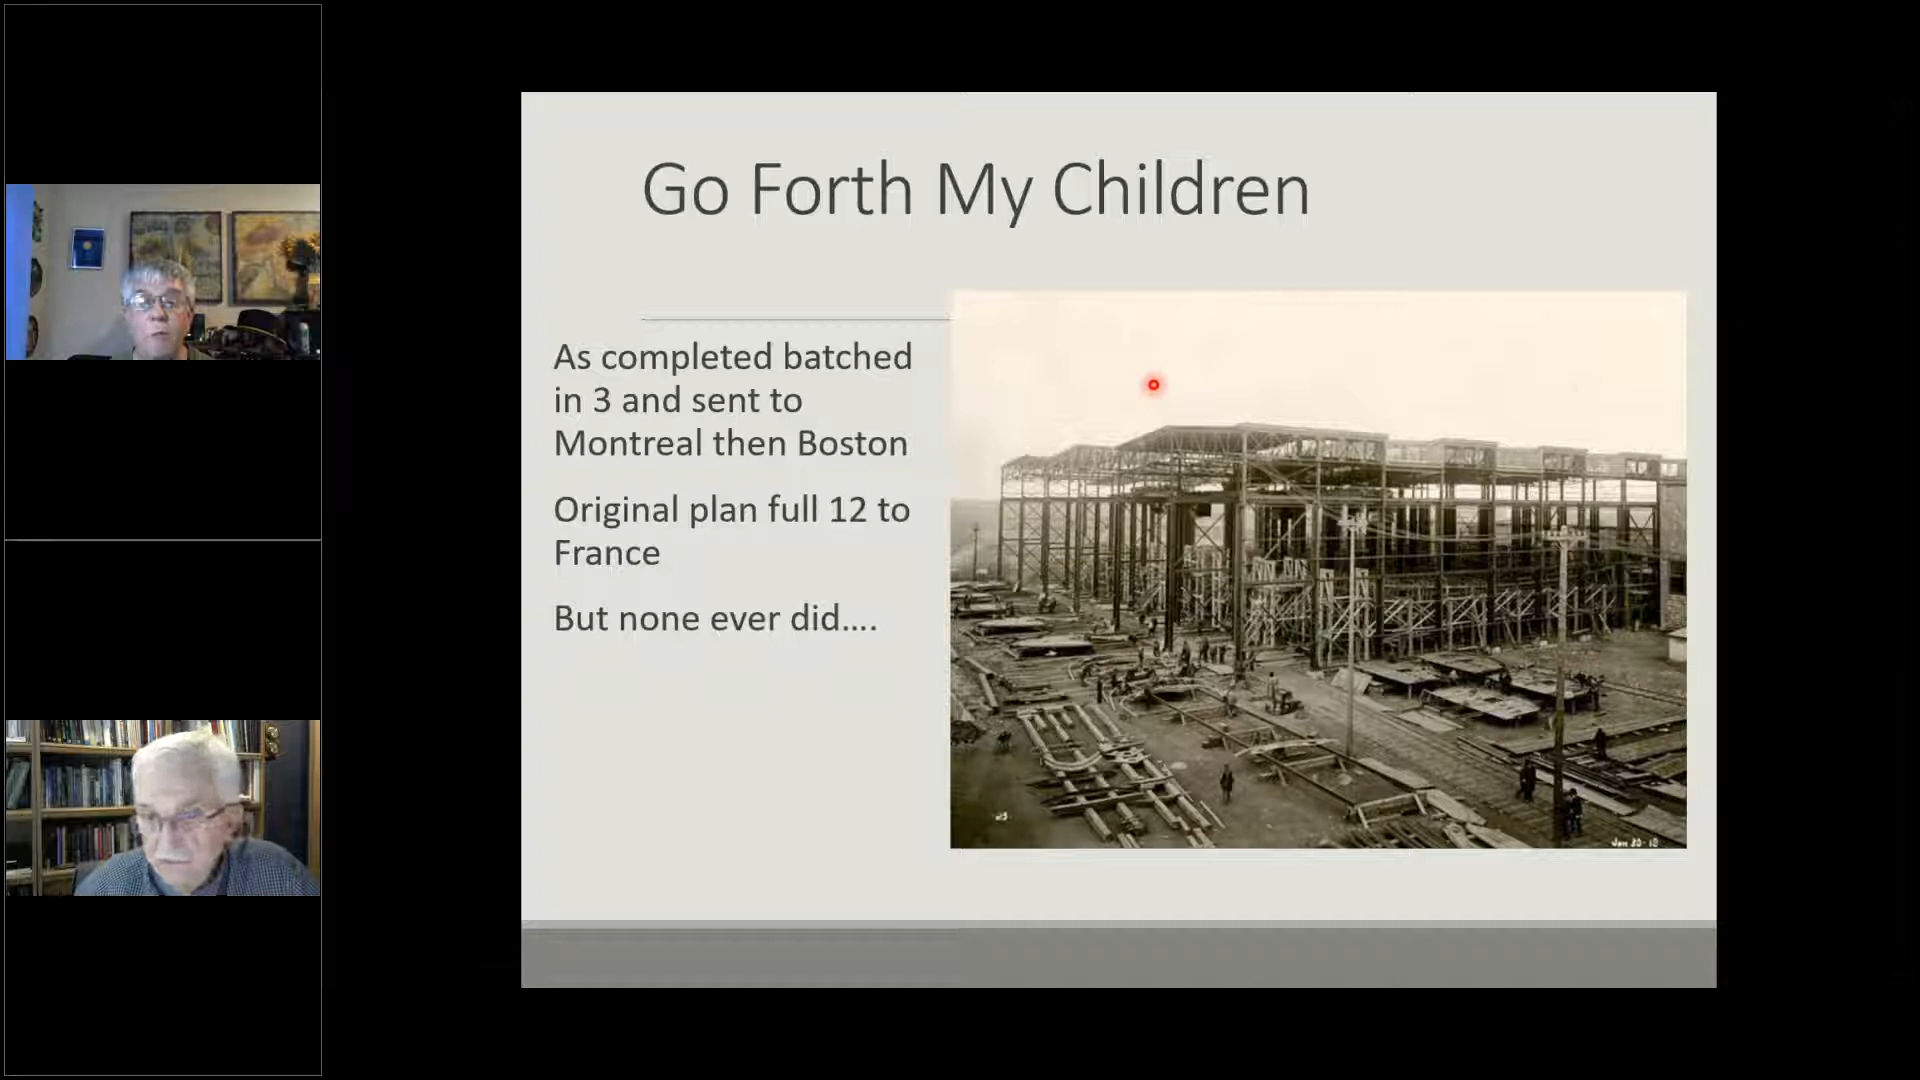 Go Forth My Children
As completed batched
in 3 and sent to
Montreal then Boston
Original plan full 12 to
France
But none ever did....